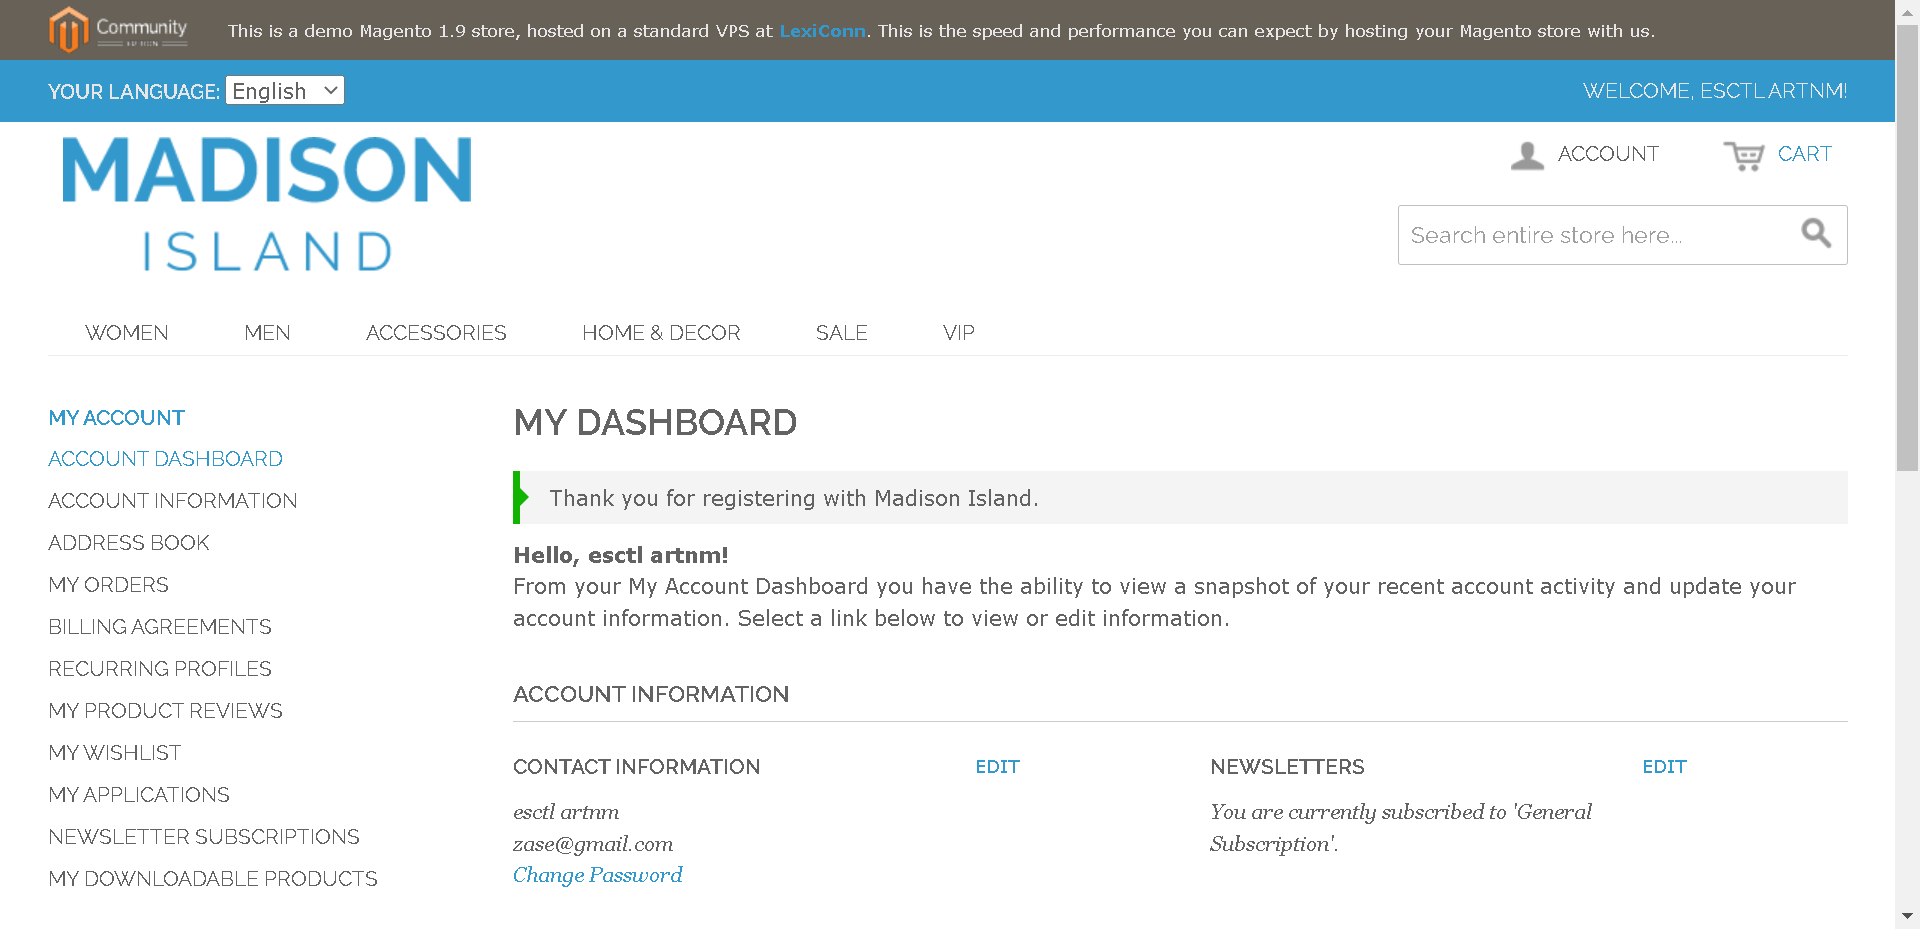 Community
This is a demo Magento 1.9 store, hosted on a standard VPS at LexiConn. This is the speed and performance you can expect by hosting your Magento store with us.
YOUR LANGUAGE: English
WELCOME, ESCTL ARTNM!
MADISON
ISLAND
ACCOUNT
CART
Search entire store here...
WOMEN
MEN
ACCESSORIES
HOME & DECOR
SALE
VIP
MY ACCOUNT
ACCOUNT DASHBOARD
ACCOUNT INFORMATION
ADDRESS BOOK
MY ORDERS
BILLING AGREEMENTS
RECURRING PROFILES
MY PRODUCT REVIEWS
MY WISHLIST
MY APPLICATIONS
NEWSLETTER SUBSCRIPTIONS
MY DOWNLOADABLE PRODUCTS
MY DASHBOARD
Thank you for registering with Madison Island.
Hello, esctl artnm!
From your My Account Dashboard you have the ability to view a snapshot of your recent account activity and update your
account information. Select a link below to view or edit information.
ACCOUNT INFORMATION
CONTACT INFORMATION
EDIT
esctl artnm
zase@gmail.com
Change Password
NEWSLETTERS
EDIT
You are currently subscribed to 'General
Subscription'.